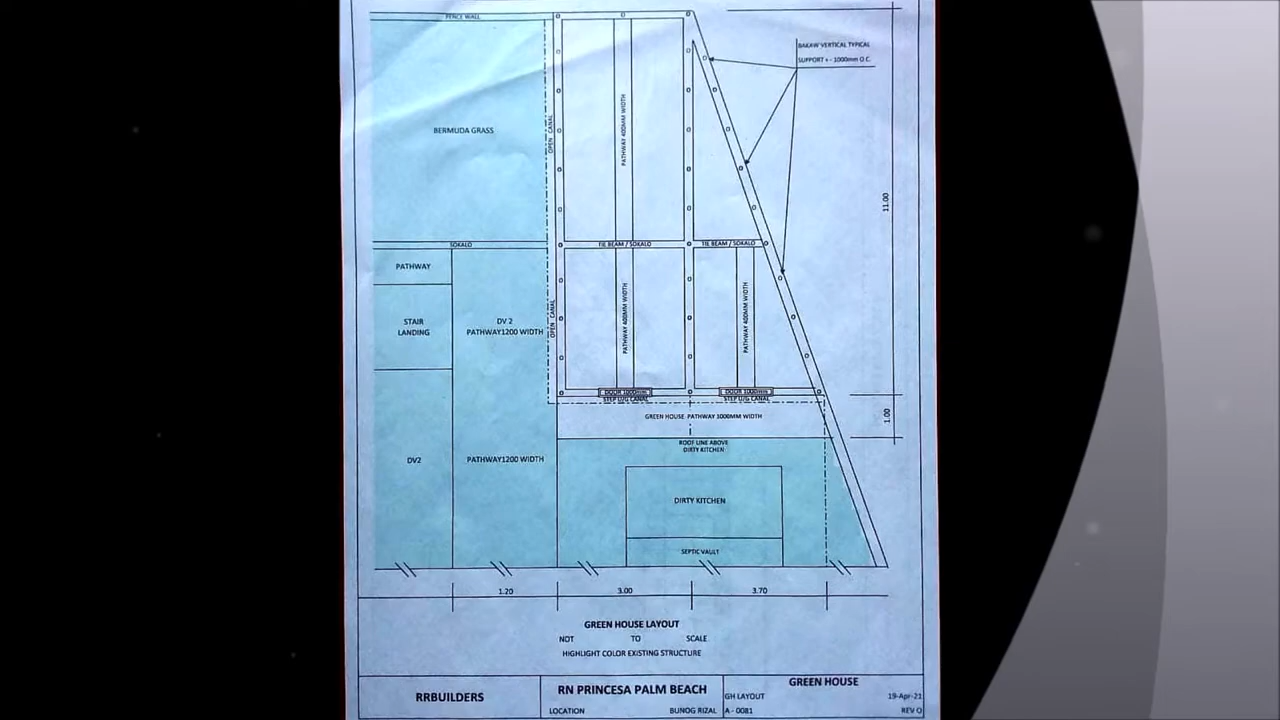 FENCE WALL
BAKAW VERTICAL TYPICAL
SUPPORT + - 1000mm O.C.
BERMUDA GRASS
OPEN CANAL
PATHWAY 400MM WIDTH
11.00
SOKALO
TIE BEAM / SOKALO
TIE BEAM / SOKALO
PATHWAY
STAIR
LANDING
DV 2
PATHWAY1200 WIDTH
OPEN CANAL
PATHWAY 400MM WIDTH
PATHWAY 400MM WIDTH
DOOR 1000mm
DOOR 1000mm
STEP U/G CANAL
STEP U/G CANAL
GREEN HOUSE PATHWAY 1000MM WIDTH
1.00
ROOF LINE ABOVE
DIRTY KITCHEN
DV2
PATHWAY1200 WIDTH
DIRTY KITCHEN
SEPTIC VAULT
1.20
3.00
3.70
GREEN HOUSE LAYOUT
NOT TO SCALE
HIGHLIGHT COLOR EXISTING STRUCTURE
RRBUILDERS
RN PRINCESA PALM BEACH
LOCATION BUNOG RIZAL
GREEN HOUSE
GH LAYOUT 19-Apr-21
A - 0081 REV 0